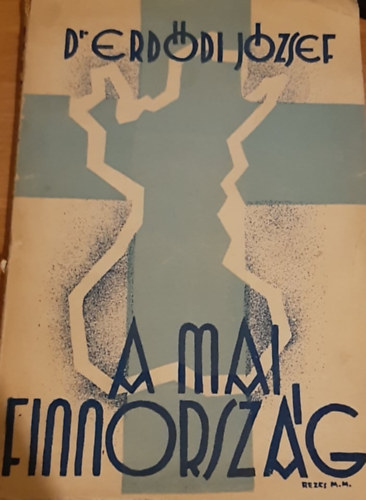 Dr ERDŐDI JÓZSEF
A MAI
FINNORSZÁG
REZES M.M.